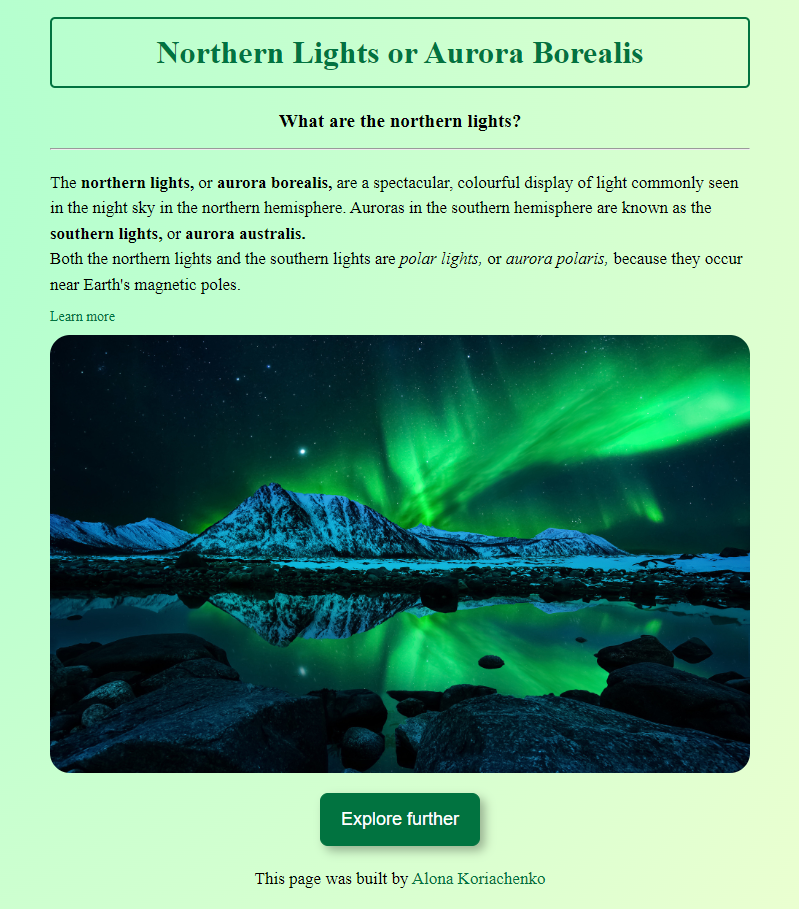 Northern Lights or Aurora Borealis
What are the northern lights?
The northern lights, or aurora borealis, are a spectacular, colourful display of light commonly seen
in the night sky in the northern hemisphere. Auroras in the southern hemisphere are known as the
southern lights, or aurora australis.
Both the northern lights and the southern lights are polar lights, or aurora polaris, because they occur
near Earth's magnetic poles.
Learn more
Explore further
This page was built by Alona Koriachenko